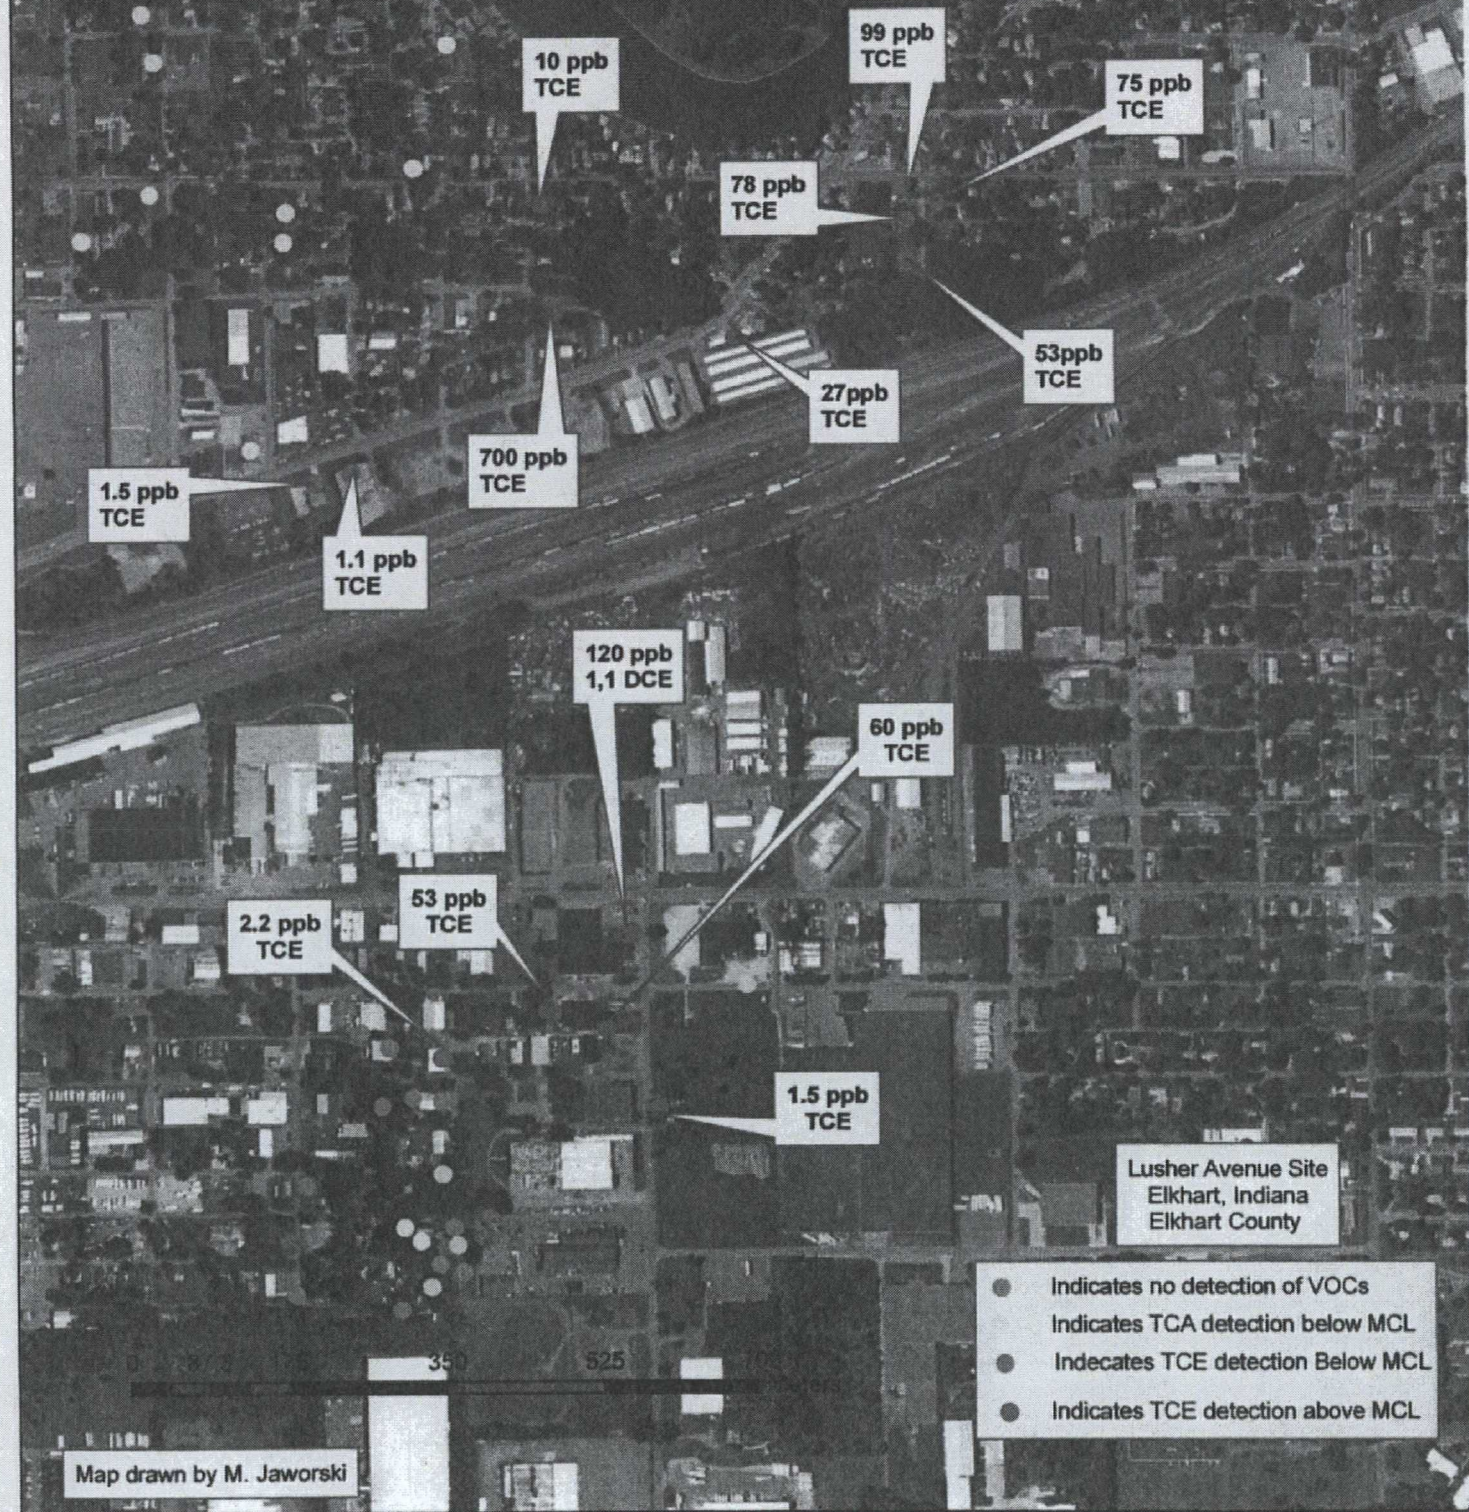 99 ppb
TCE
10 ppb
TCE
75 ppb
TCE
78 ppb
TCE
53ppb
TCE
27ppb
TCE
700 ppb
TCE
1.5 ppb
TCE
1.1 ppb
TCE
120 ppb
1,1 DCE
60 ppb
TCE
53 ppb
TCE
2.2 ppb
TCE
1.5 ppb
TCE
Lusher Avenue Site
Elkhart, Indiana
Elkhart County
Indicates no detection of VOCs
Indicates TCA detection below MCL
Indecates TCE detection Below MCL
Indicates TCE detection above MCL
0 350 525
Map drawn by M. Jaworski